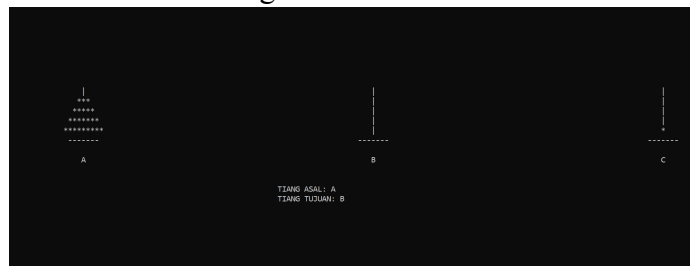 |                    |                    |
***                    |                    |
*****                    |                    |
*******                    |                    |
*********                    |                    *
-------                    -------                    -------
A                    B                    C
TIANG ASAL: A
TIANG TUJUAN: B